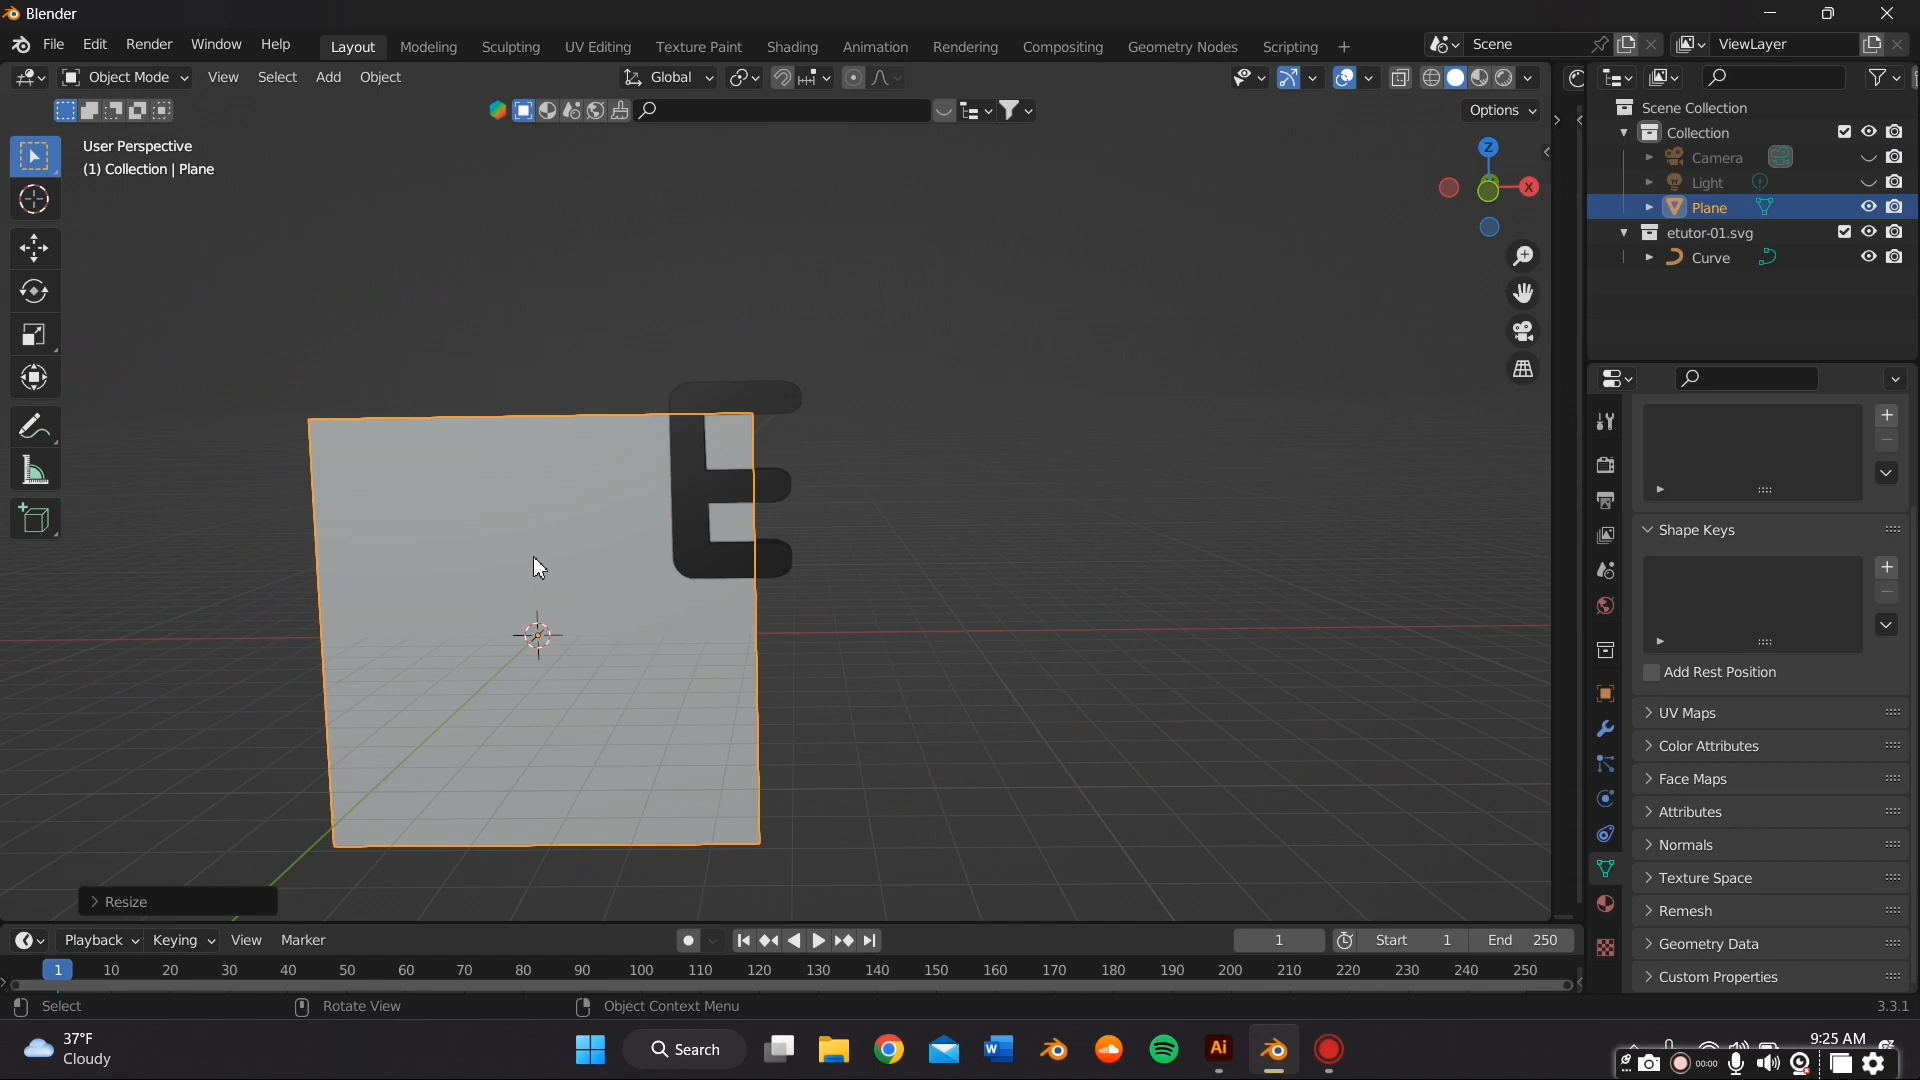 Blender
File Edit Render Window Help Layout Modeling Sculpting UV Editing Texture Paint Shading Animation Rendering Compositing Geometry Nodes Scripting + Scene ViewLayer
Object Mode View Select Add Object Global
Options
User Perspective
(1) Collection | Plane
Z
X
Scene Collection
Collection
Camera
Light
Plane
etutor-01.svg
Curve
E
Shape Keys
Add Rest Position
UV Maps
Color Attributes
Face Maps
Attributes
Normals
Texture Space
Remesh
Geometry Data
Custom Properties
Resize
Playback Keying View Marker 1 Start 1 End 250
1 10 20 30 40 50 60 70 80 90 100 110 120 130 140 150 160 170 180 190 200 210 220 230 240 250
Select Rotate View Object Context Menu 3.3.1
37°F
Cloudy
Search
W
Ai
9:25 AM
00:00